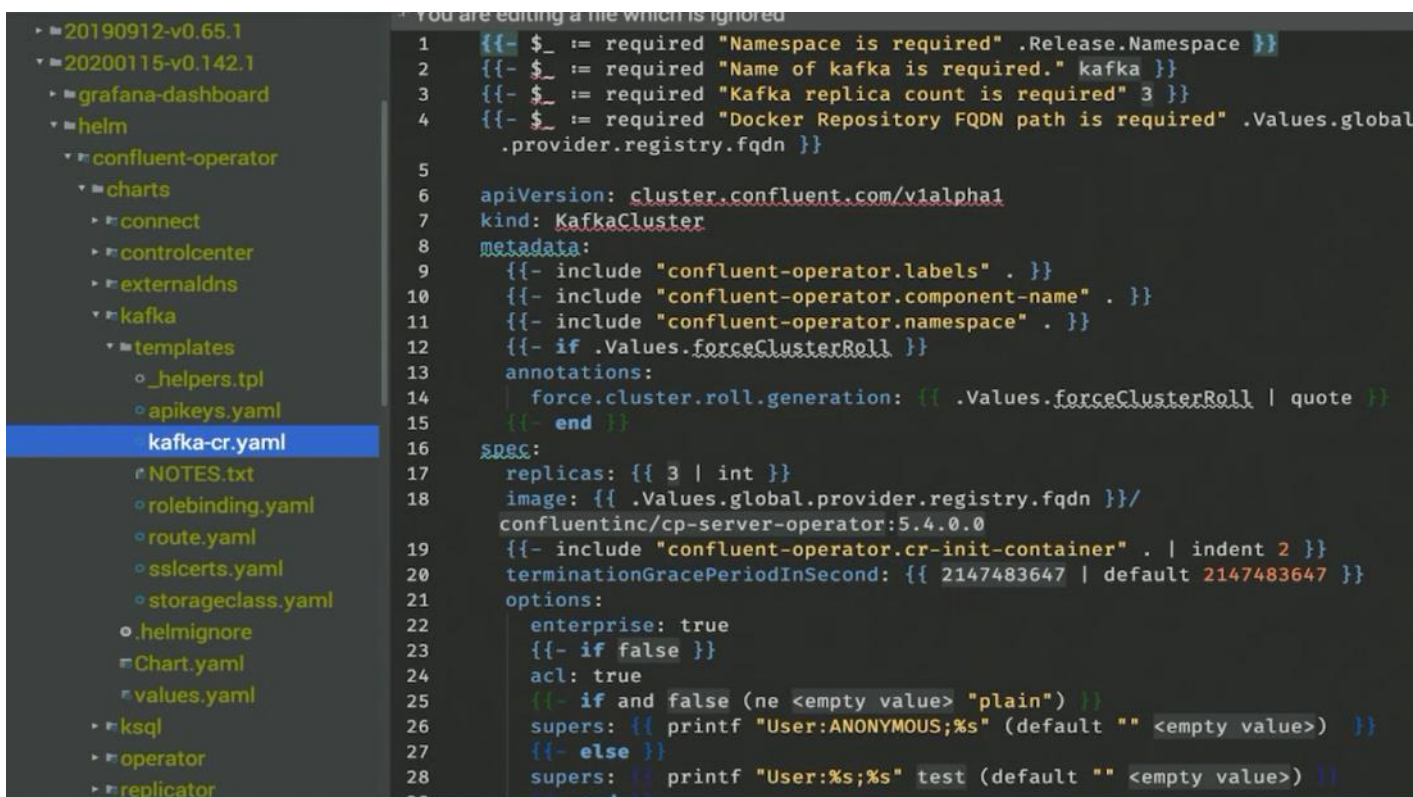 20190912-v0.65.1
20200115-v0.142.1
grafana-dashboard
helm
confluent-operator
charts
connect
controlcenter
externaldns
kafka
templates
_helpers.tpl
apikeys.yaml
kafka-cr.yaml
NOTES.txt
rolebinding.yaml
route.yaml
sslcerts.yaml
storageclass.yaml
.helmignore
Chart.yaml
values.yaml
ksql
operator
replicator
You are editing a file which is ignored
1 {{- $_ := required "Namespace is required" .Release.Namespace }}
2 {{- $_ := required "Name of kafka is required." kafka }}
3 {{- $_ := required "Kafka replica count is required" 3 }}
4 {{- $_ := required "Docker Repository FQDN path is required" .Values.global
.provider.registry.fqdn }}
5
6 apiVersion: cluster.confluent.com/v1alpha1
7 kind: KafkaCluster
8 metadata:
9 {{- include "confluent-operator.labels" . }}
10 {{- include "confluent-operator.component-name" . }}
11 {{- include "confluent-operator.namespace" . }}
12 {{- if .Values.forceClusterRoll }}
13 annotations:
14 force.cluster.roll.generation: {{ .Values.forceClusterRoll | quote }}
15 {{- end }}
16 spec:
17 replicas: {{ 3 | int }}
18 image: {{ .Values.global.provider.registry.fqdn }}/
confluentinc/cp-server-operator:5.4.0.0
19 {{- include "confluent-operator.cr-init-container" . | indent 2 }}
20 terminationGracePeriodInSecond: {{ 2147483647 | default 2147483647 }}
21 options:
22 enterprise: true
23 {{- if false }}
24 acl: true
25 {{- if and false (ne <empty value> "plain") }}
26 supers: {{ printf "User:ANONYMOUS;%s" (default "" <empty value>) }}
27 {{- else }}
28 supers: {{ printf "User:%s;%s" test (default "" <empty value>) }}